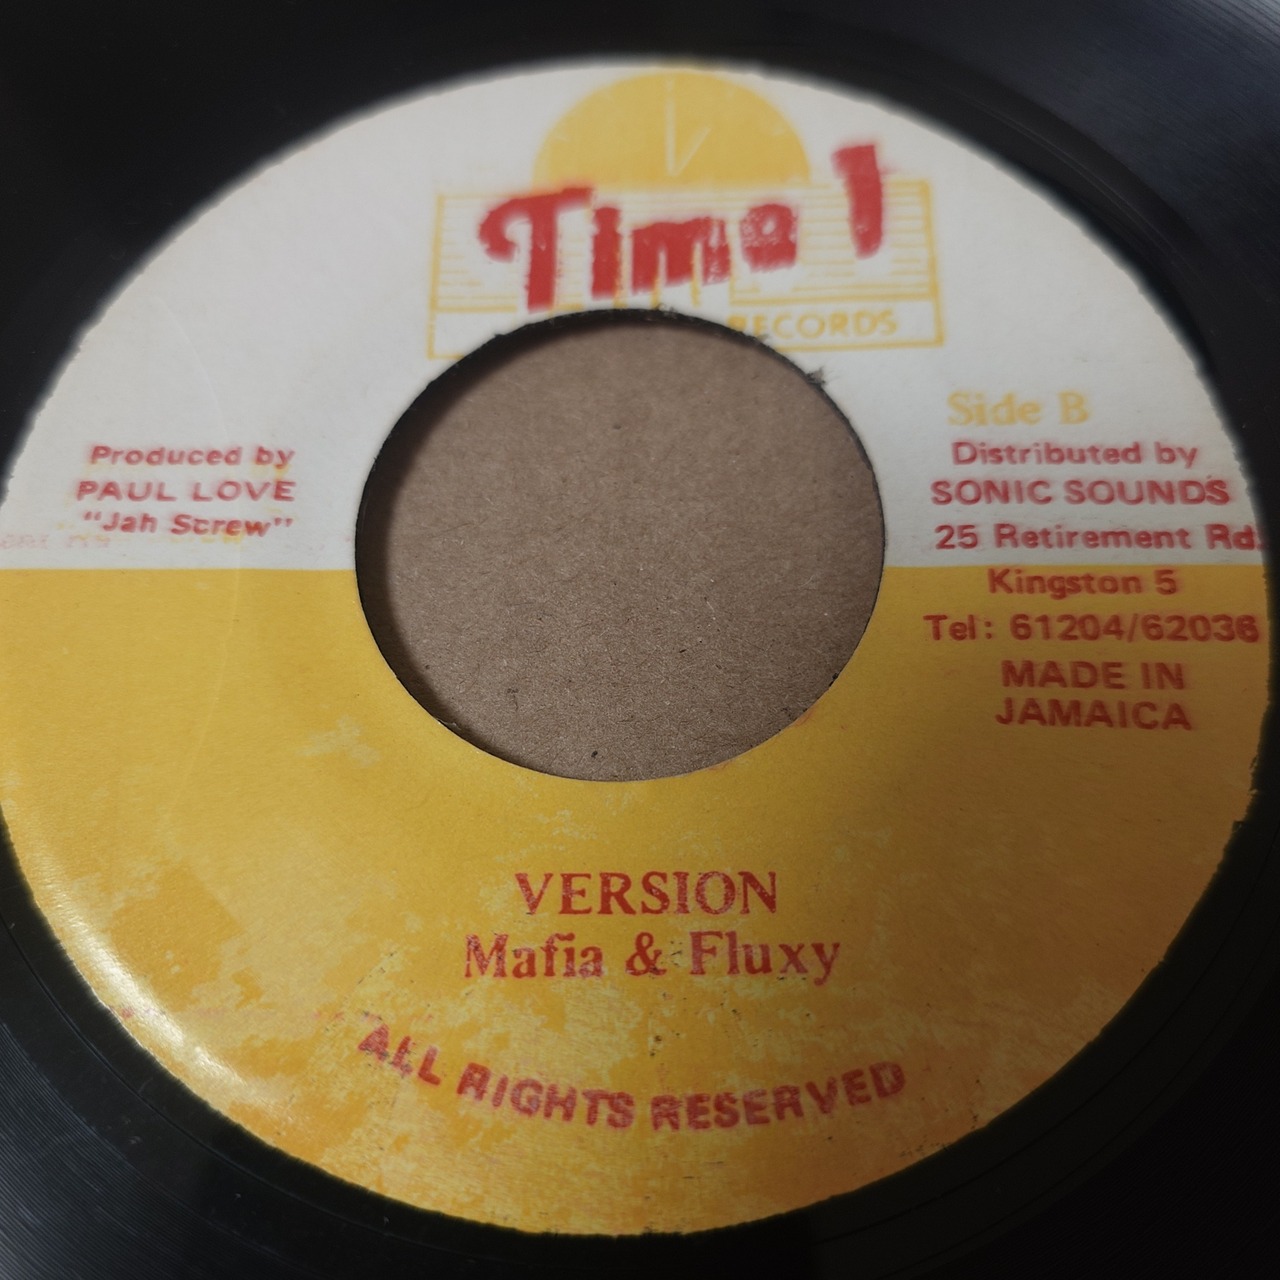 Time 1
RECORDS
Side B
Produced by
PAUL LOVE
"Jah Screw"
Distributed by
SONIC SOUNDS
25 Retirement Rd.
Kingston 5
Tel: 61204/62036
MADE IN
JAMAICA
VERSION
Mafia & Fluxy
ALL RIGHTS RESERVED